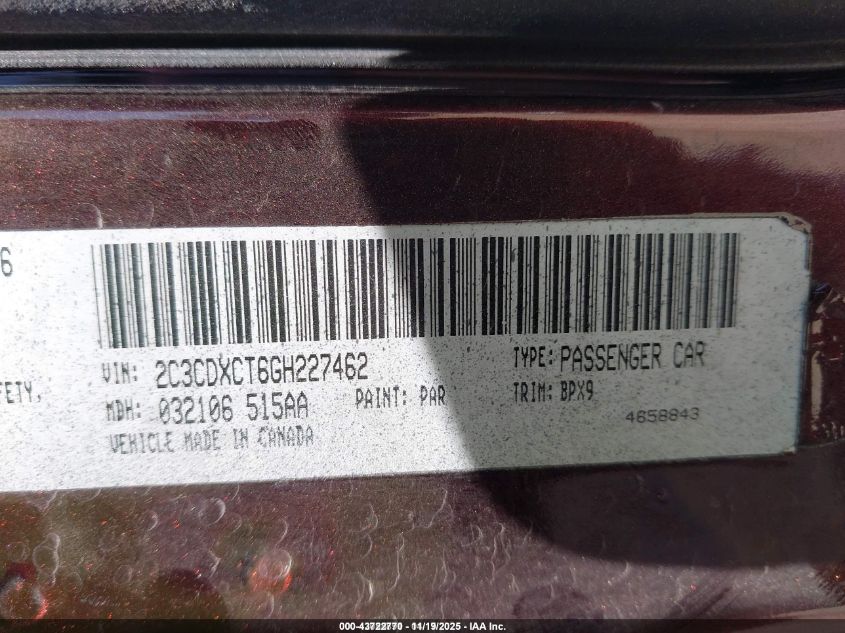 6
VIN: 2C3CDXCT6GH227462
TYPE: PASSENGER CAR
FETY,
MDH: 032106 515AA
PAINT: PAR
TRIM: BPX9
4658843
VEHICLE MADE IN CANADA
000-43722770 - 11/19/2025 - IAA Inc.